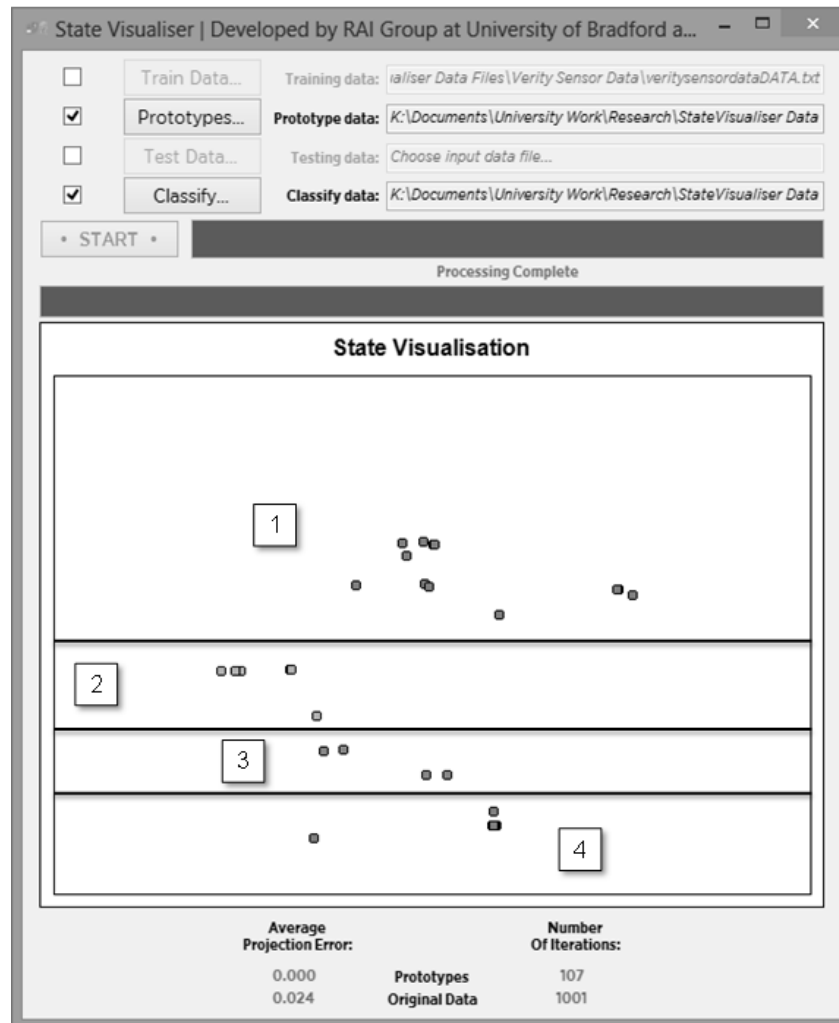 State Visualiser | Developed by RAI Group at University of Bradford a...
Train Data... Training data: ialiser Data Files\Verity Sensor Data\veritysensordataDATA.txt
Prototypes... Prototype data: K:\Documents\University Work\Research\StateVisualiser Data
Test Data... Testing data: Choose input data file...
Classify... Classify data: K:\Documents\University Work\Research\StateVisualiser Data
• START •
Processing Complete
State Visualisation
1
2
3
4
Average Number
Projection Error: Of Iterations:
0.000 Prototypes 107
0.024 Original Data 1001